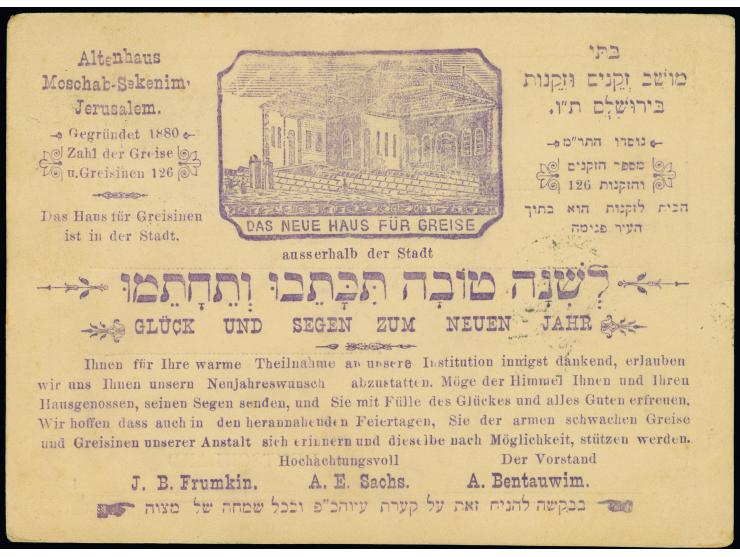 Altenhaus
Moschab-Sekenim,
Jerusalem.
Gegründet 1880
Zahl der Greise
u. Greisinen 126
Das Haus für Greisinen
ist in der Stadt.
DAS NEUE HAUS FÜR GREISE
ausserhalb der Stadt
בתי
מושב זקנים וזקנות
בירושלם ת"ו.
נוסדו התר"מ
מספר הזקנים
והזקנות 126
הבית לזקנות הוא בתוך
העיר פנימה
לְשָׁנָה טוֹבָה תִּכָּתֵבוּ וְתֵחָתֵמוּ
GLÜCK UND SEGEN ZUM NEUEN JAHR
Ihnen für Ihre warme Theilnahme an unsere Institution innigst dankend, erlauben
wir uns Ihnen unsern Neujahreswunsch abzustatten. Möge der Himmel Ihnen und Ihren
Hausgenossen, seinen Segen senden, und Sie mit Fülle des Glückes und alles Guten erfreuen.
Wir hoffen dass auch in den herannahenden Feiertagen, Sie der armen schwachen Greise
und Greisinen unserer Anstalt sich erinnern und dieselbe nach Möglichkeit, stützen werden.
Hochachtungsvoll Der Vorstand
J. B. Frumkin. A. E. Sachs. A. Bentauwim.
בבקשה להניח זאת על קערת עיוהכ"פ ובכל שמחה של מצוה